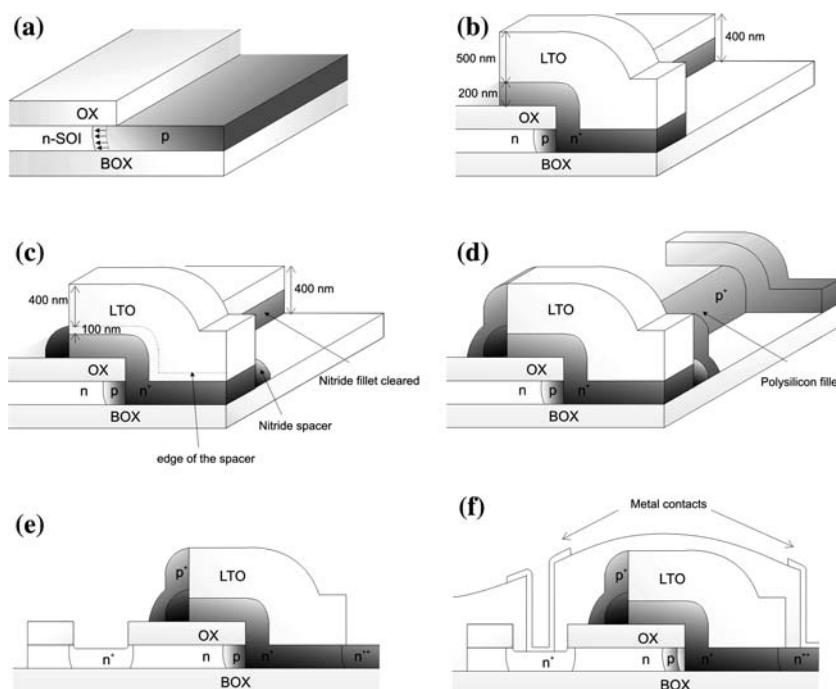 (a)
OX
n-SOI
p
BOX
(b)
500 nm
LTO
400 nm
200 nm
OX
n
p
n+
BOX
(c)
400 nm
LTO
400 nm
100 nm
OX
Nitride fillet cleared
n
p
n+
BOX
Nitride spacer
edge of the spacer
(d)
LTO
p+
OX
n
p
n+
Polysilicon fille
BOX
(e)
p+
LTO
OX
n+
n
p
n+
n++
BOX
(f)
Metal contacts
p+
LTO
OX
n+
n
p
n+
n++
BOX